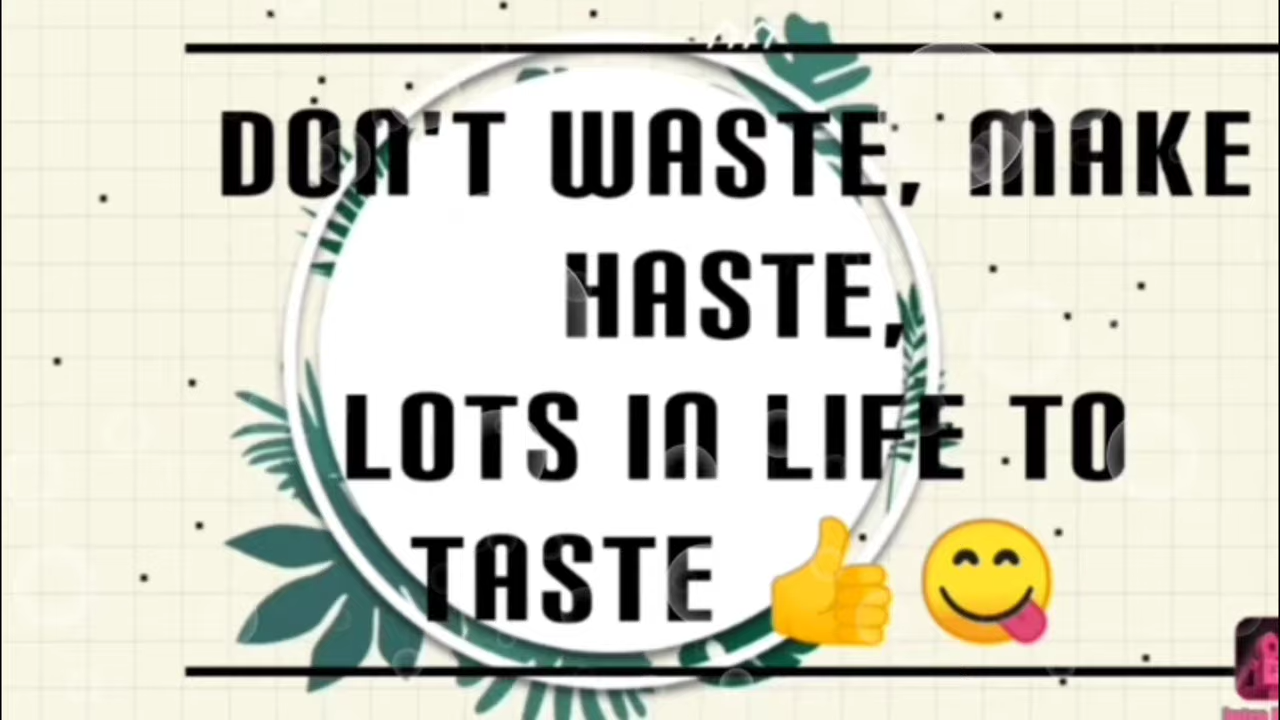 DON'T WASTE, MAKE
HASTE,
LOTS IN LIFE TO
TASTE 👍 😋